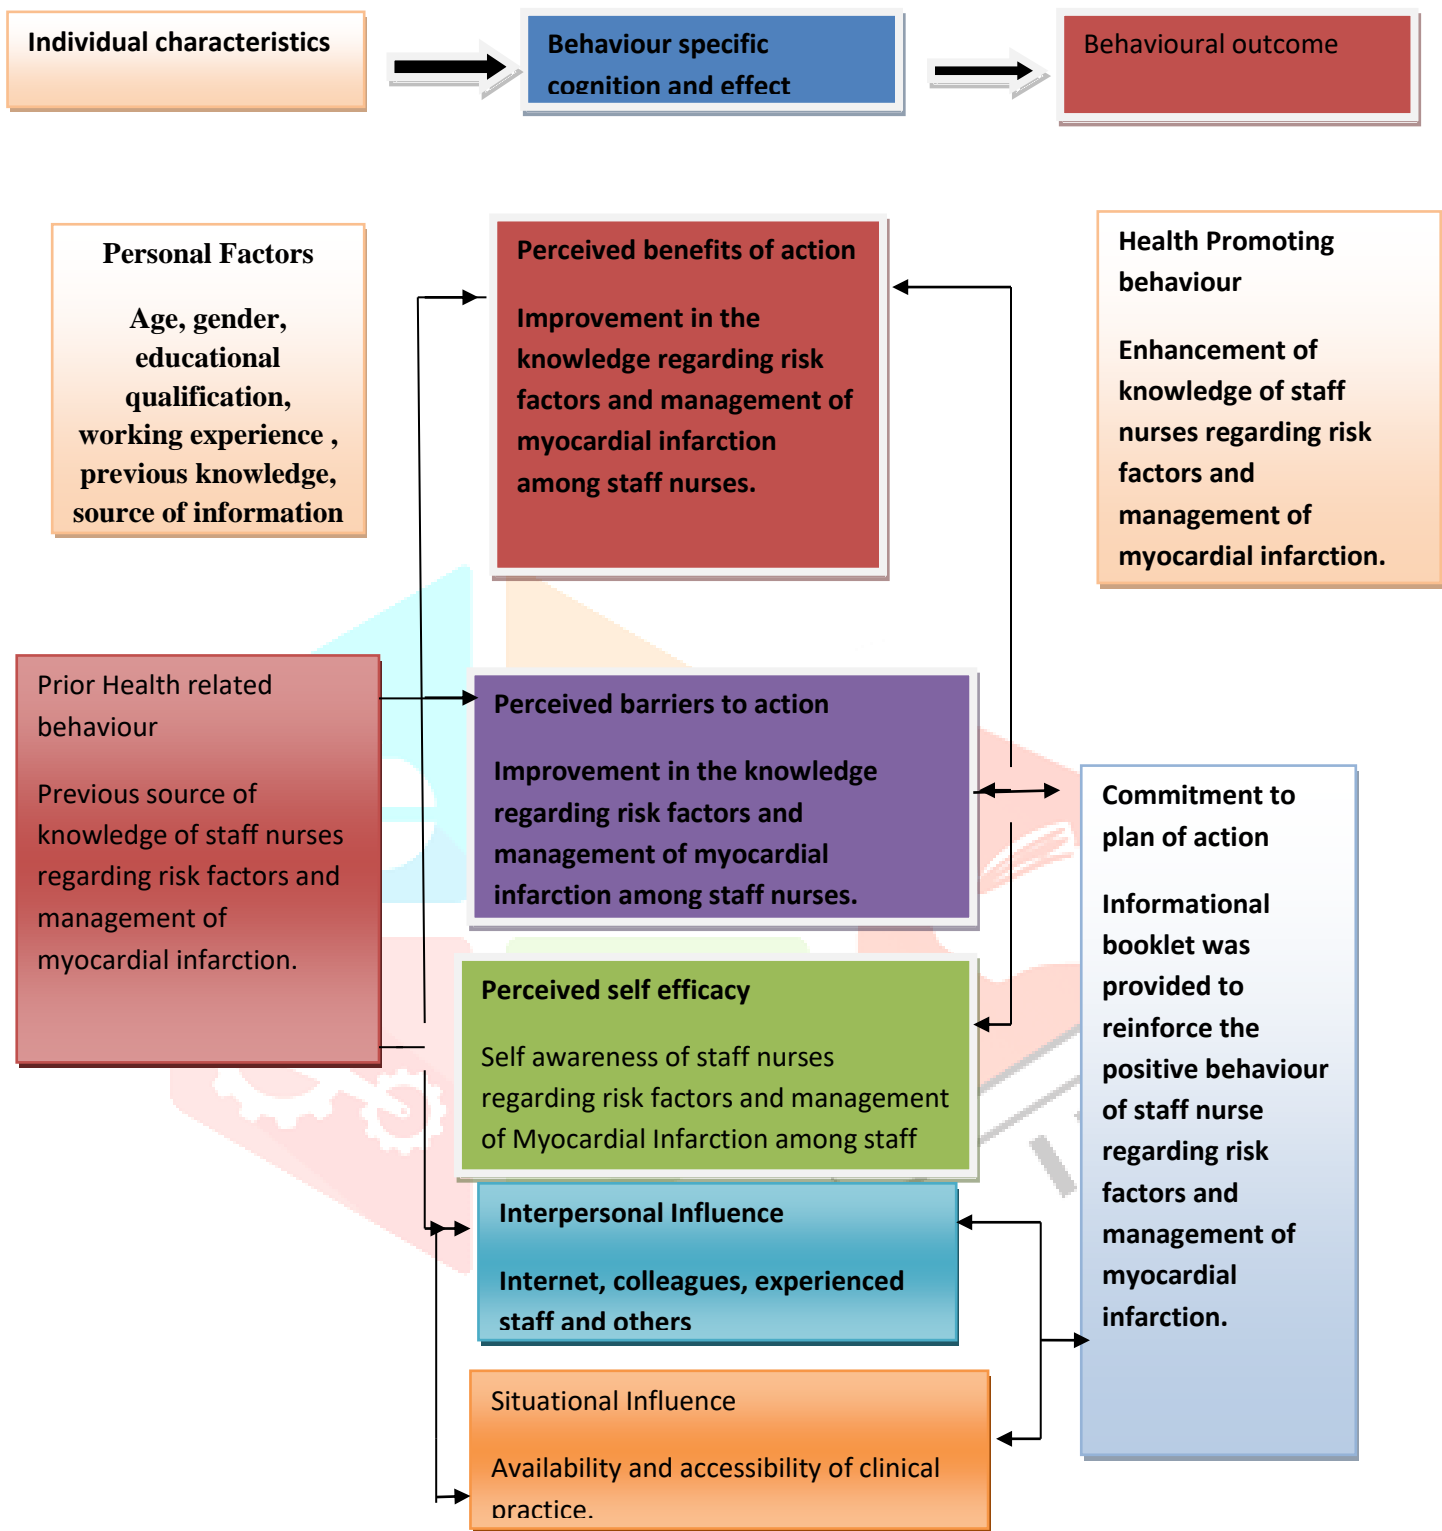 Individual characteristics
Behaviour specific
cognition and effect
Behavioural outcome
Personal Factors
Age, gender,
educational
qualification,
working experience ,
previous knowledge,
source of information
Perceived benefits of action
Improvement in the
knowledge regarding risk
factors and management of
myocardial infarction
among staff nurses.
Health Promoting
behaviour
Enhancement of
knowledge of staff
nurses regarding risk
factors and
management of
myocardial infarction.
Prior Health related
behaviour
Previous source of
knowledge of staff nurses
regarding risk factors and
management of
myocardial infarction.
Perceived barriers to action
Improvement in the knowledge
regarding risk factors and
management of myocardial
infarction among staff nurses.
Commitment to
plan of action
Informational
booklet was
provided to
reinforce the
positive behaviour
of staff nurse
regarding risk
factors and
management of
myocardial
infarction.
Perceived self efficacy
Self awareness of staff nurses
regarding risk factors and management
of Myocardial Infarction among staff
Interpersonal Influence
Internet, colleagues, experienced
staff and others
Situational Influence
Availability and accessibility of clinical
practice.